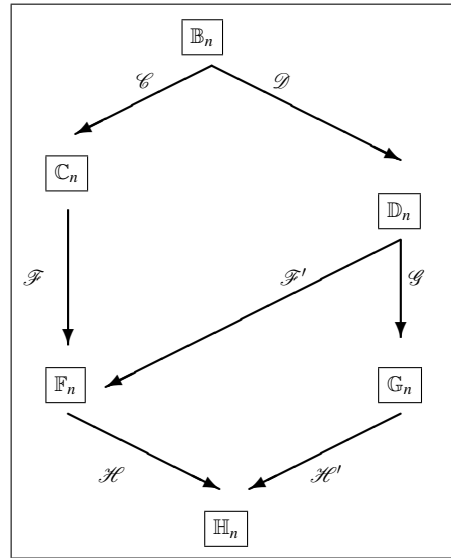 𝔹ₙ
𝒞 𝒟
ℂₙ
𝔻ₙ
ℱ ℱ′ 𝒢
𝔽ₙ 𝔾ₙ
ℋ ℋ′
ℍₙ